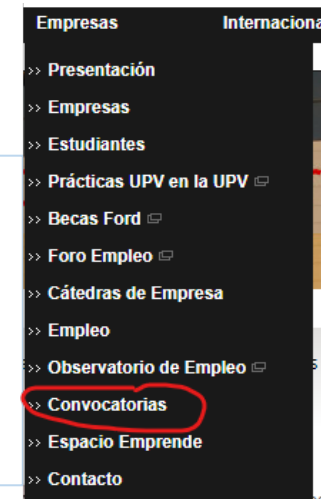 Empresas Internaciona
>> Presentación
>> Empresas
>> Estudiantes
>> Prácticas UPV en la UPV
>> Becas Ford
>> Foro Empleo
>> Cátedras de Empresa
>> Empleo
>> Observatorio de Empleo
>> Convocatorias
>> Espacio Emprende
>> Contacto